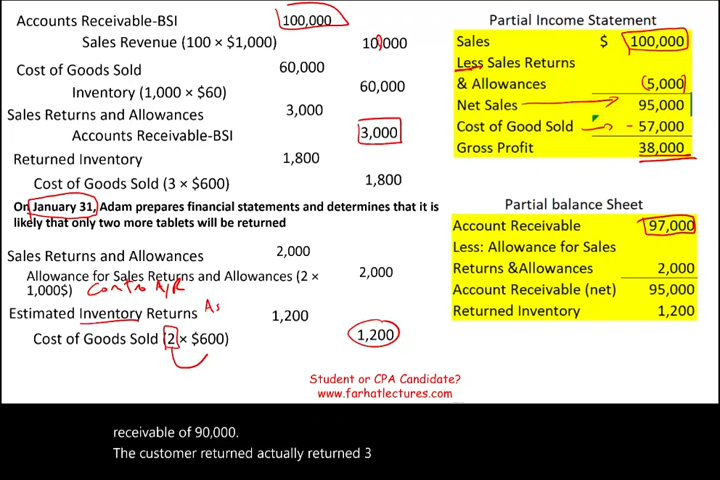 Accounts Receivable-BSI 100,000
Sales Revenue (100 × $1,000) 10,000
Cost of Goods Sold 60,000
Inventory (1,000 × $60) 60,000
Sales Returns and Allowances 3,000
Accounts Receivable-BSI 3,000
Returned Inventory 1,800
Cost of Goods Sold (3 × $600) 1,800
On January 31, Adam prepares financial statements and determines that it is
likely that only two more tablets will be returned
Sales Returns and Allowances 2,000
Allowance for Sales Returns and Allowances (2 × 2,000
1,000$) Contra A/R
Estimated Inventory Returns As 1,200
Cost of Goods Sold (2 × $600) 1,200
Partial Income Statement
Sales $ 100,000
Less Sales Returns
& Allowances (5,000)
Net Sales 95,000
Cost of Good Sold - 57,000
Gross Profit 38,000
Partial balance Sheet
Account Receivable 97,000
Less: Allowance for Sales
Returns &Allowances 2,000
Account Receivable (net) 95,000
Returned Inventory 1,200
Student or CPA Candidate?
www.farhatlectures.com
receivable of 90,000.
The customer returned actually returned 3